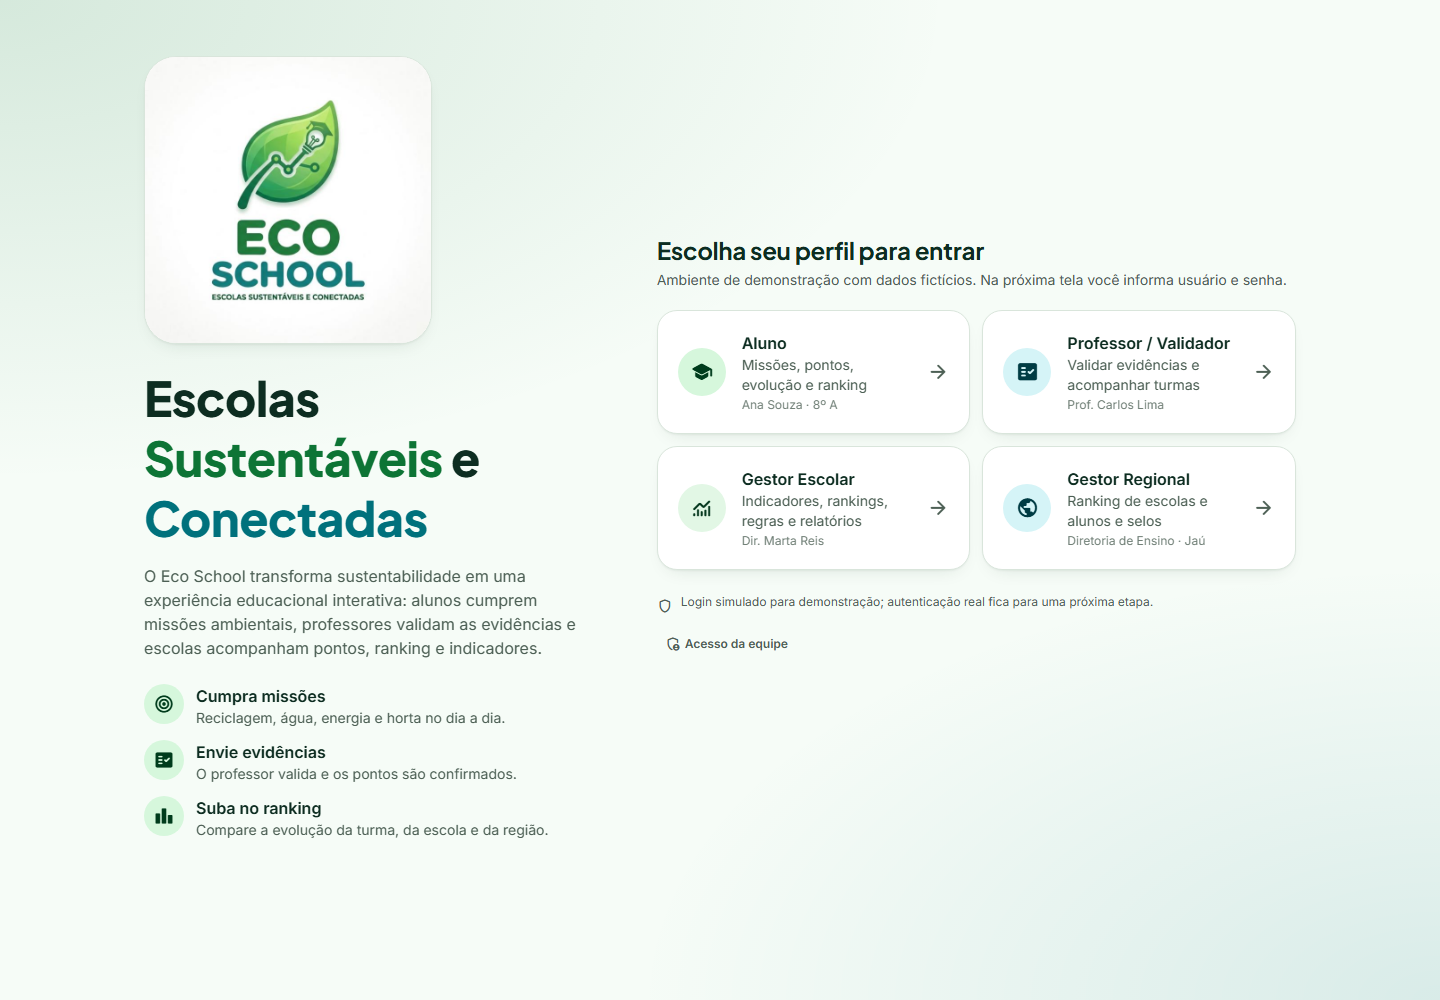 ECO
SCHOOL
ESCOLAS SUSTENTÁVEIS E CONECTADAS
Escolas
Sustentáveis e
Conectadas
O Eco School transforma sustentabilidade em uma
experiência educacional interativa: alunos cumprem
missões ambientais, professores validam as evidências e
escolas acompanham pontos, ranking e indicadores.
Cumpra missões
Reciclagem, água, energia e horta no dia a dia.
Envie evidências
O professor valida e os pontos são confirmados.
Suba no ranking
Compare a evolução da turma, da escola e da região.
Escolha seu perfil para entrar
Ambiente de demonstração com dados fictícios. Na próxima tela você informa usuário e senha.
Aluno
Missões, pontos,
evolução e ranking
Ana Souza · 8º A
Professor / Validador
Validar evidências e
acompanhar turmas
Prof. Carlos Lima
Gestor Escolar
Indicadores, rankings,
regras e relatórios
Dir. Marta Reis
Gestor Regional
Ranking de escolas e
alunos e selos
Diretoria de Ensino · Jaú
Login simulado para demonstração; autenticação real fica para uma próxima etapa.
Acesso da equipe